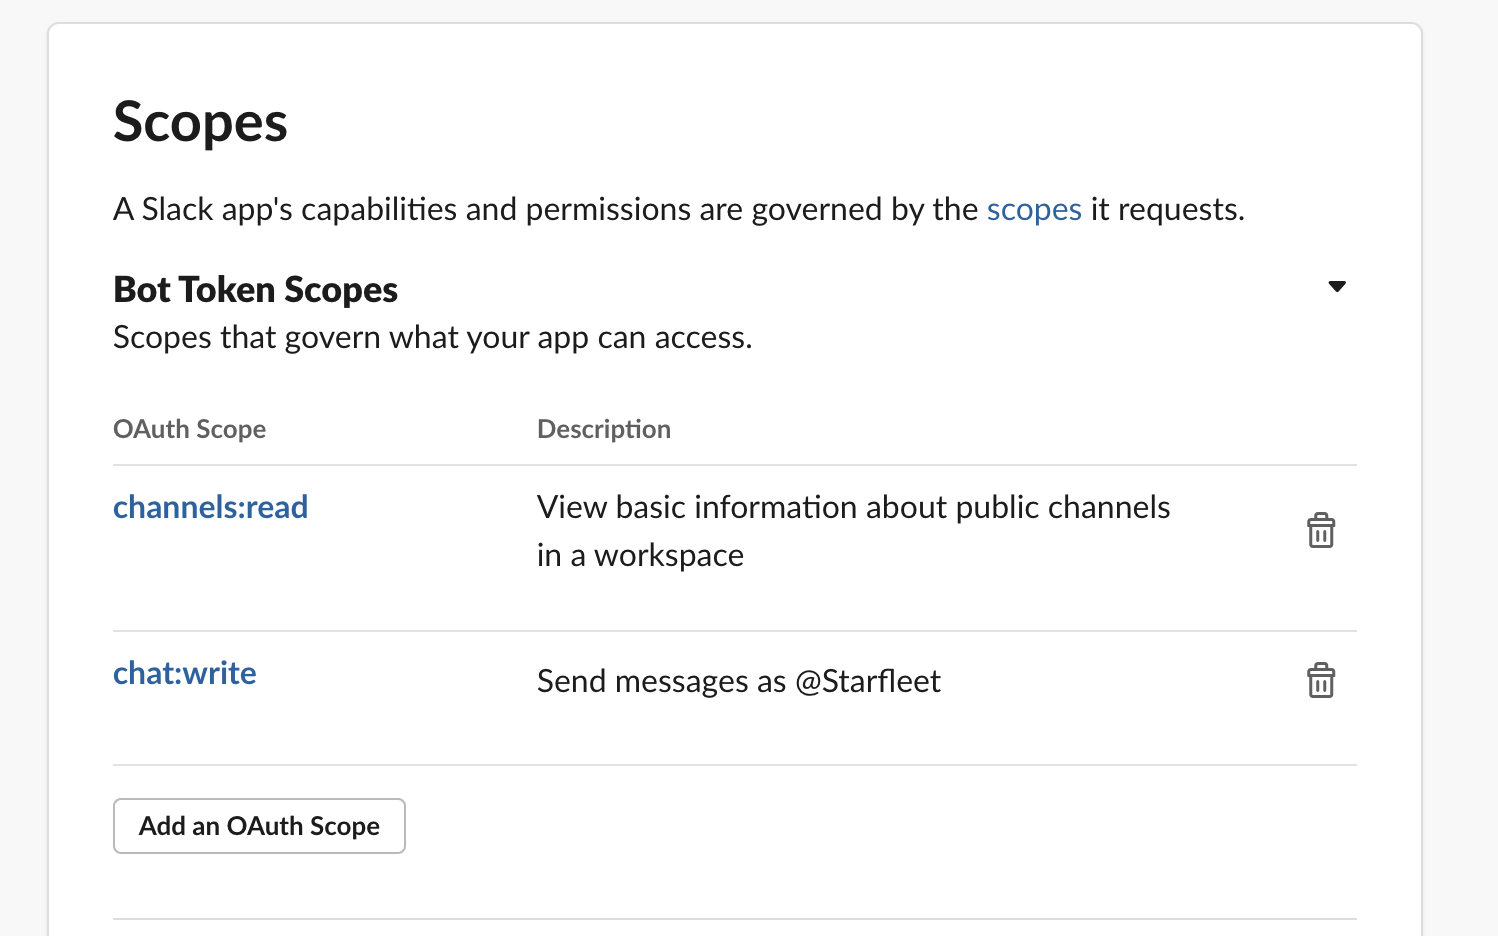 Scopes
A Slack app's capabilities and permissions are governed by the scopes it requests.
Bot Token Scopes
Scopes that govern what your app can access.
OAuth Scope Description
channels:read View basic information about public channels
in a workspace
chat:write Send messages as @Starfleet
Add an OAuth Scope